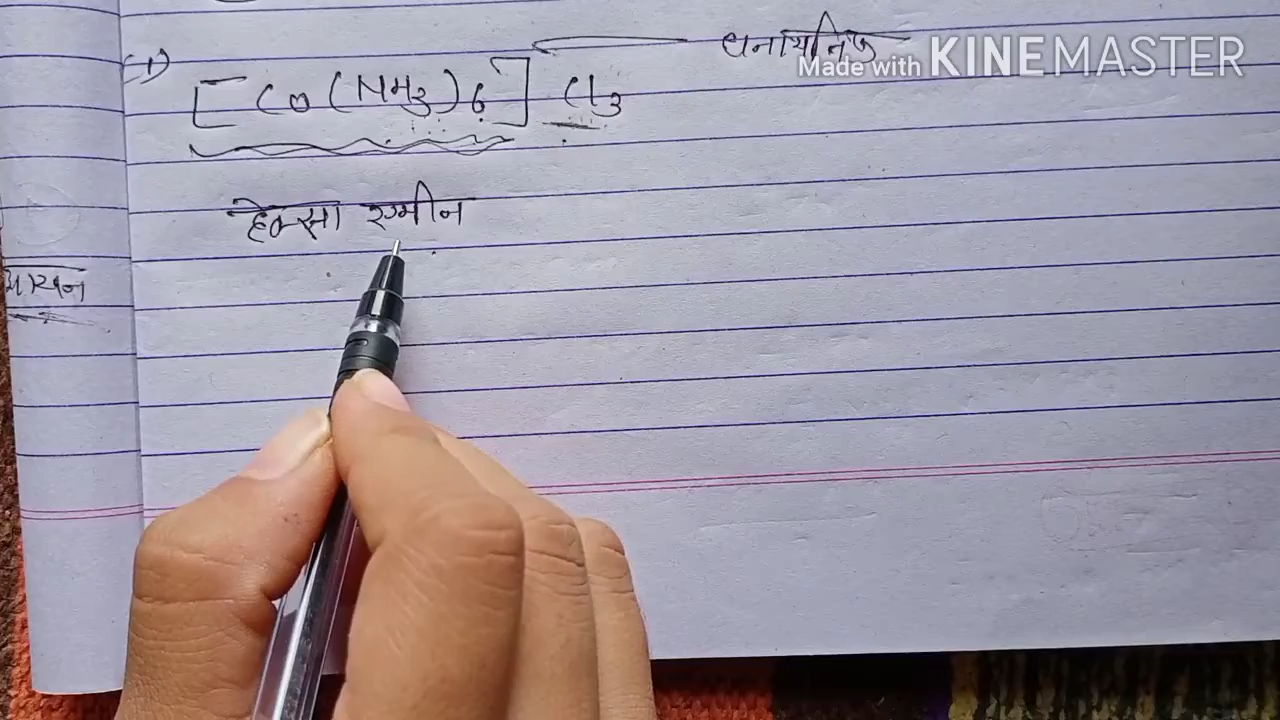 धनायनिज
Made with KINEMASTER
(1)
[Co(NH3)6] Cl3
हेक्सा एमीन